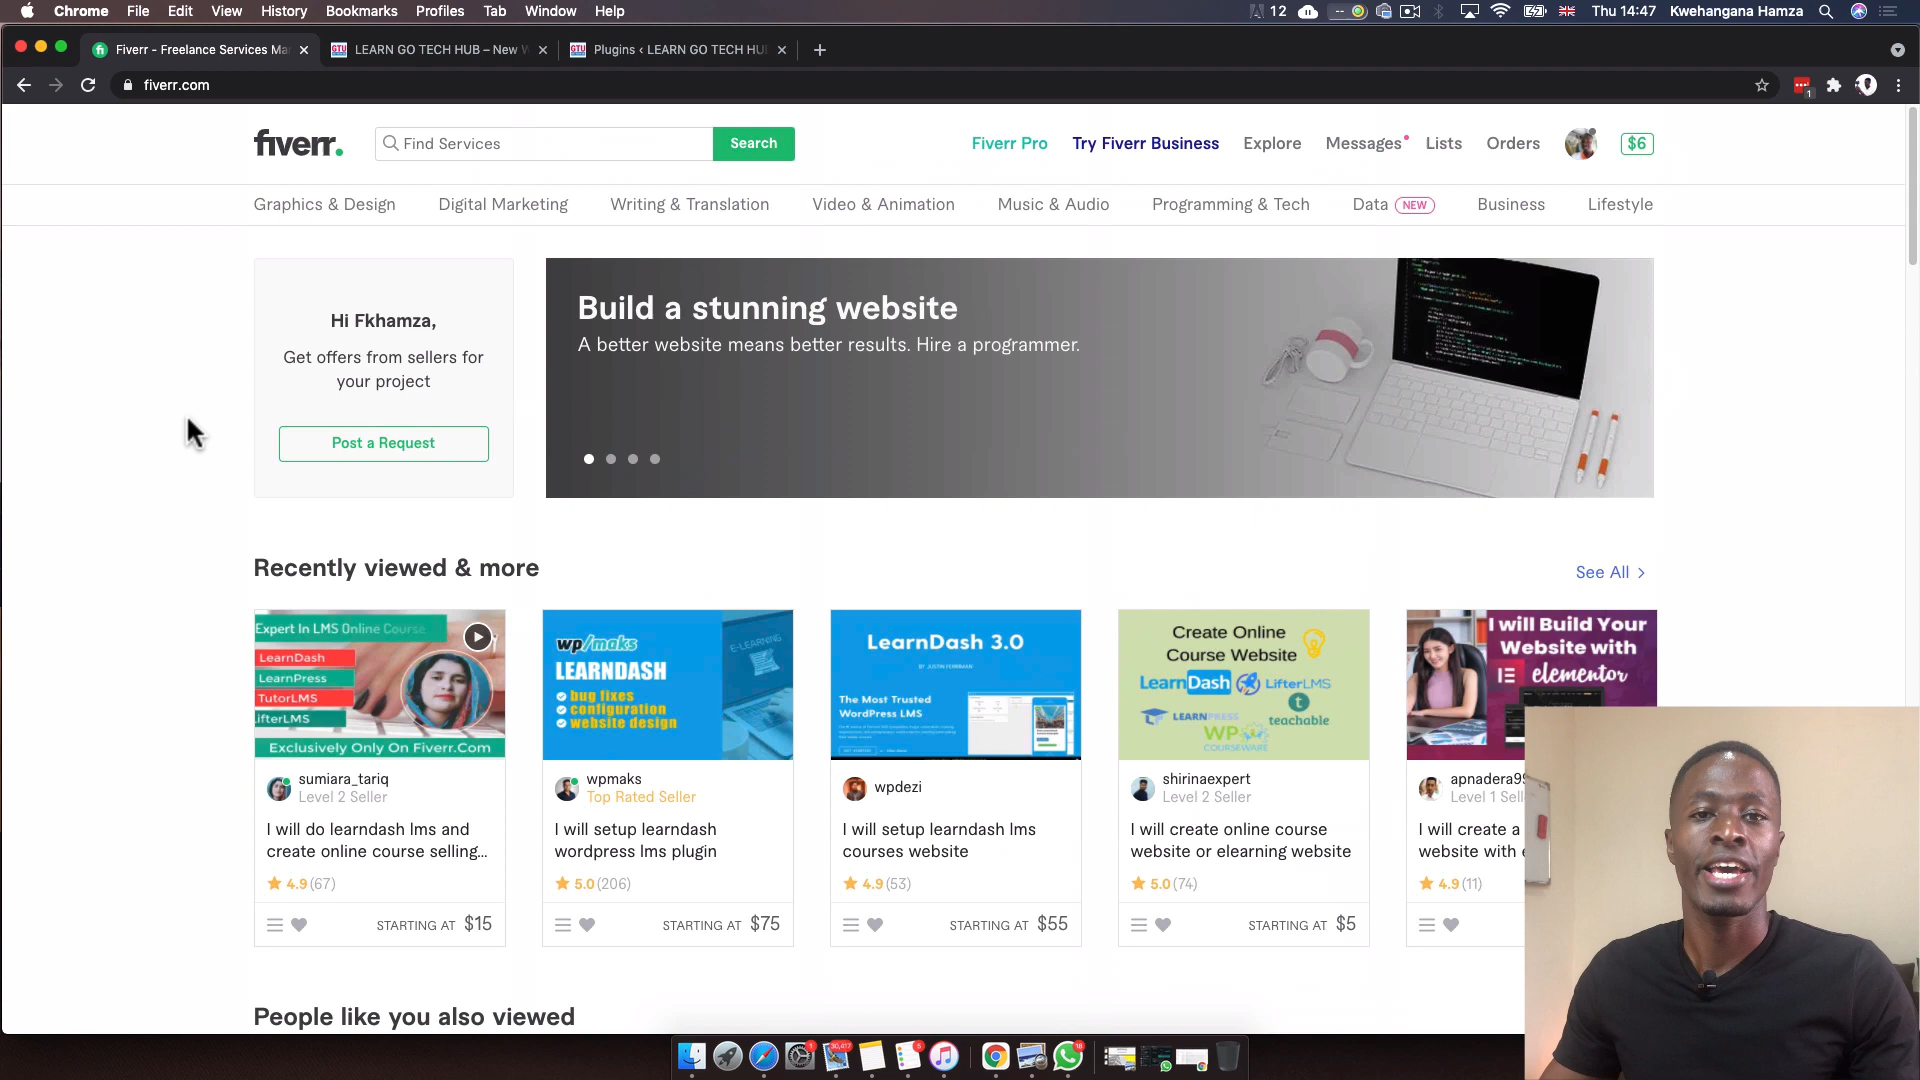 Chrome File Edit View History Bookmarks Profiles Tab Window Help
12
Thu 14:47 Kwehangana Hamza
Fiverr - Freelance Services Ma
LEARN GO TECH HUB – New W
Plugins ‹ LEARN GO TECH HU
fiverr.com
1
fiverr.
Find Services
Search
Fiverr Pro
Try Fiverr Business
Explore
Messages
Lists
Orders
$6
Graphics & Design
Digital Marketing
Writing & Translation
Video & Animation
Music & Audio
Programming & Tech
Data NEW
Business
Lifestyle
Hi Fkhamza,
Get offers from sellers for
your project
Post a Request
Build a stunning website
A better website means better results. Hire a programmer.
Recently viewed & more
See All
Expert In LMS Online Course
LearnDash
LearnPress
TutorLMS
ifterLMS
Exclusively Only On Fiverr.Com
sumiara_tariq
Level 2 Seller
I will do learndash lms and
create online course selling...
4.9 (67)
STARTING AT $15
wp/maks
LEARNDASH
bug fixes
configuration
website design
E-LEARNING
wpmaks
Top Rated Seller
I will setup learndash
wordpress lms plugin
5.0 (206)
STARTING AT $75
LearnDash 3.0
BY JUSTIN FERRIMAN
The Most Trusted
WordPress LMS
wpdezi
I will setup learndash lms
courses website
4.9 (53)
STARTING AT $55
Create Online
Course Website
LearnDash
LifterLMS
LEARNPRESS
teachable
WP
COURSEWARE
shirinaexpert
Level 2 Seller
I will create online course
website or elearning website
5.0 (74)
STARTING AT $5
I will Build Your
Website with
elementor
apnadera99
Level 1 Sell
I will create a
website with
4.9 (11)
People like you also viewed